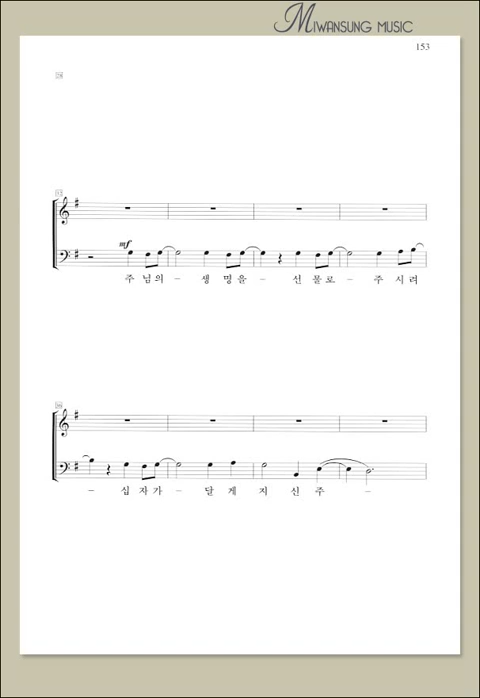 MIWANSUNG MUSIC
153
mf
주 님의 – 생 명을 – 선 물로 – 주 시려
– 십 자가 – 달 게 지 신 주 –